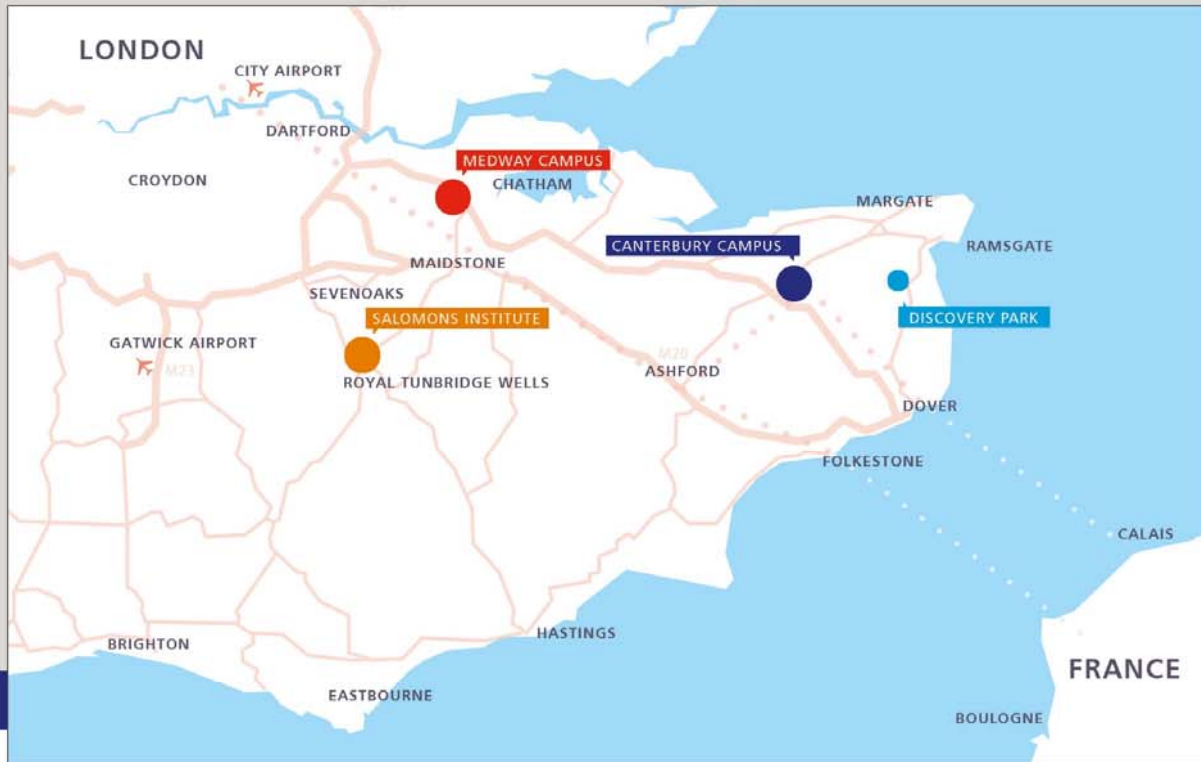 LONDON
CITY AIRPORT
DARTFORD
MEDWAY CAMPUS
CHATHAM
CROYDON
MARGATE
CANTERBURY CAMPUS
RAMSGATE
MAIDSTONE
SEVENOAKS
SALOMONS INSTITUTE
DISCOVERY PARK
GATWICK AIRPORT
M23
M20
ASHFORD
ROYAL TUNBRIDGE WELLS
DOVER
FOLKESTONE
CALAIS
HASTINGS
BRIGHTON
FRANCE
EASTBOURNE
BOULOGNE